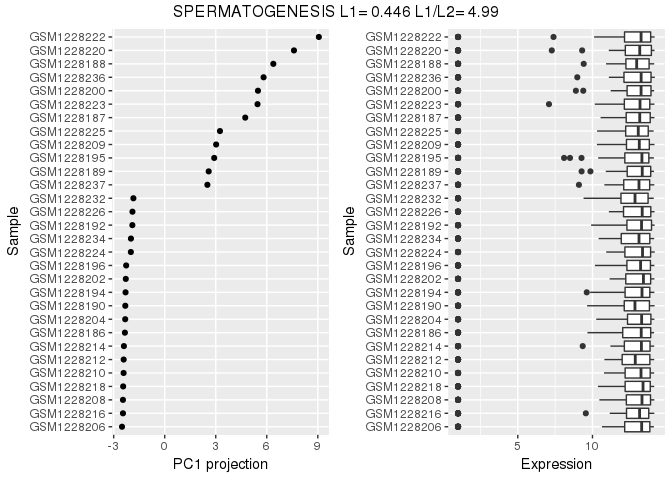 SPERMATOGENESIS L1= 0.446 L1/L2= 4.99
Sample
GSM1228222
GSM1228220
GSM1228188
GSM1228236
GSM1228200
GSM1228223
GSM1228187
GSM1228225
GSM1228209
GSM1228195
GSM1228189
GSM1228237
GSM1228232
GSM1228226
GSM1228192
GSM1228234
GSM1228224
GSM1228196
GSM1228202
GSM1228194
GSM1228190
GSM1228204
GSM1228186
GSM1228214
GSM1228212
GSM1228210
GSM1228218
GSM1228208
GSM1228216
GSM1228206
-3 0 3 6 9
PC1 projection
Sample
GSM1228222
GSM1228220
GSM1228188
GSM1228236
GSM1228200
GSM1228223
GSM1228187
GSM1228225
GSM1228209
GSM1228195
GSM1228189
GSM1228237
GSM1228232
GSM1228226
GSM1228192
GSM1228234
GSM1228224
GSM1228196
GSM1228202
GSM1228194
GSM1228190
GSM1228204
GSM1228186
GSM1228214
GSM1228212
GSM1228210
GSM1228218
GSM1228208
GSM1228216
GSM1228206
5 10
Expression